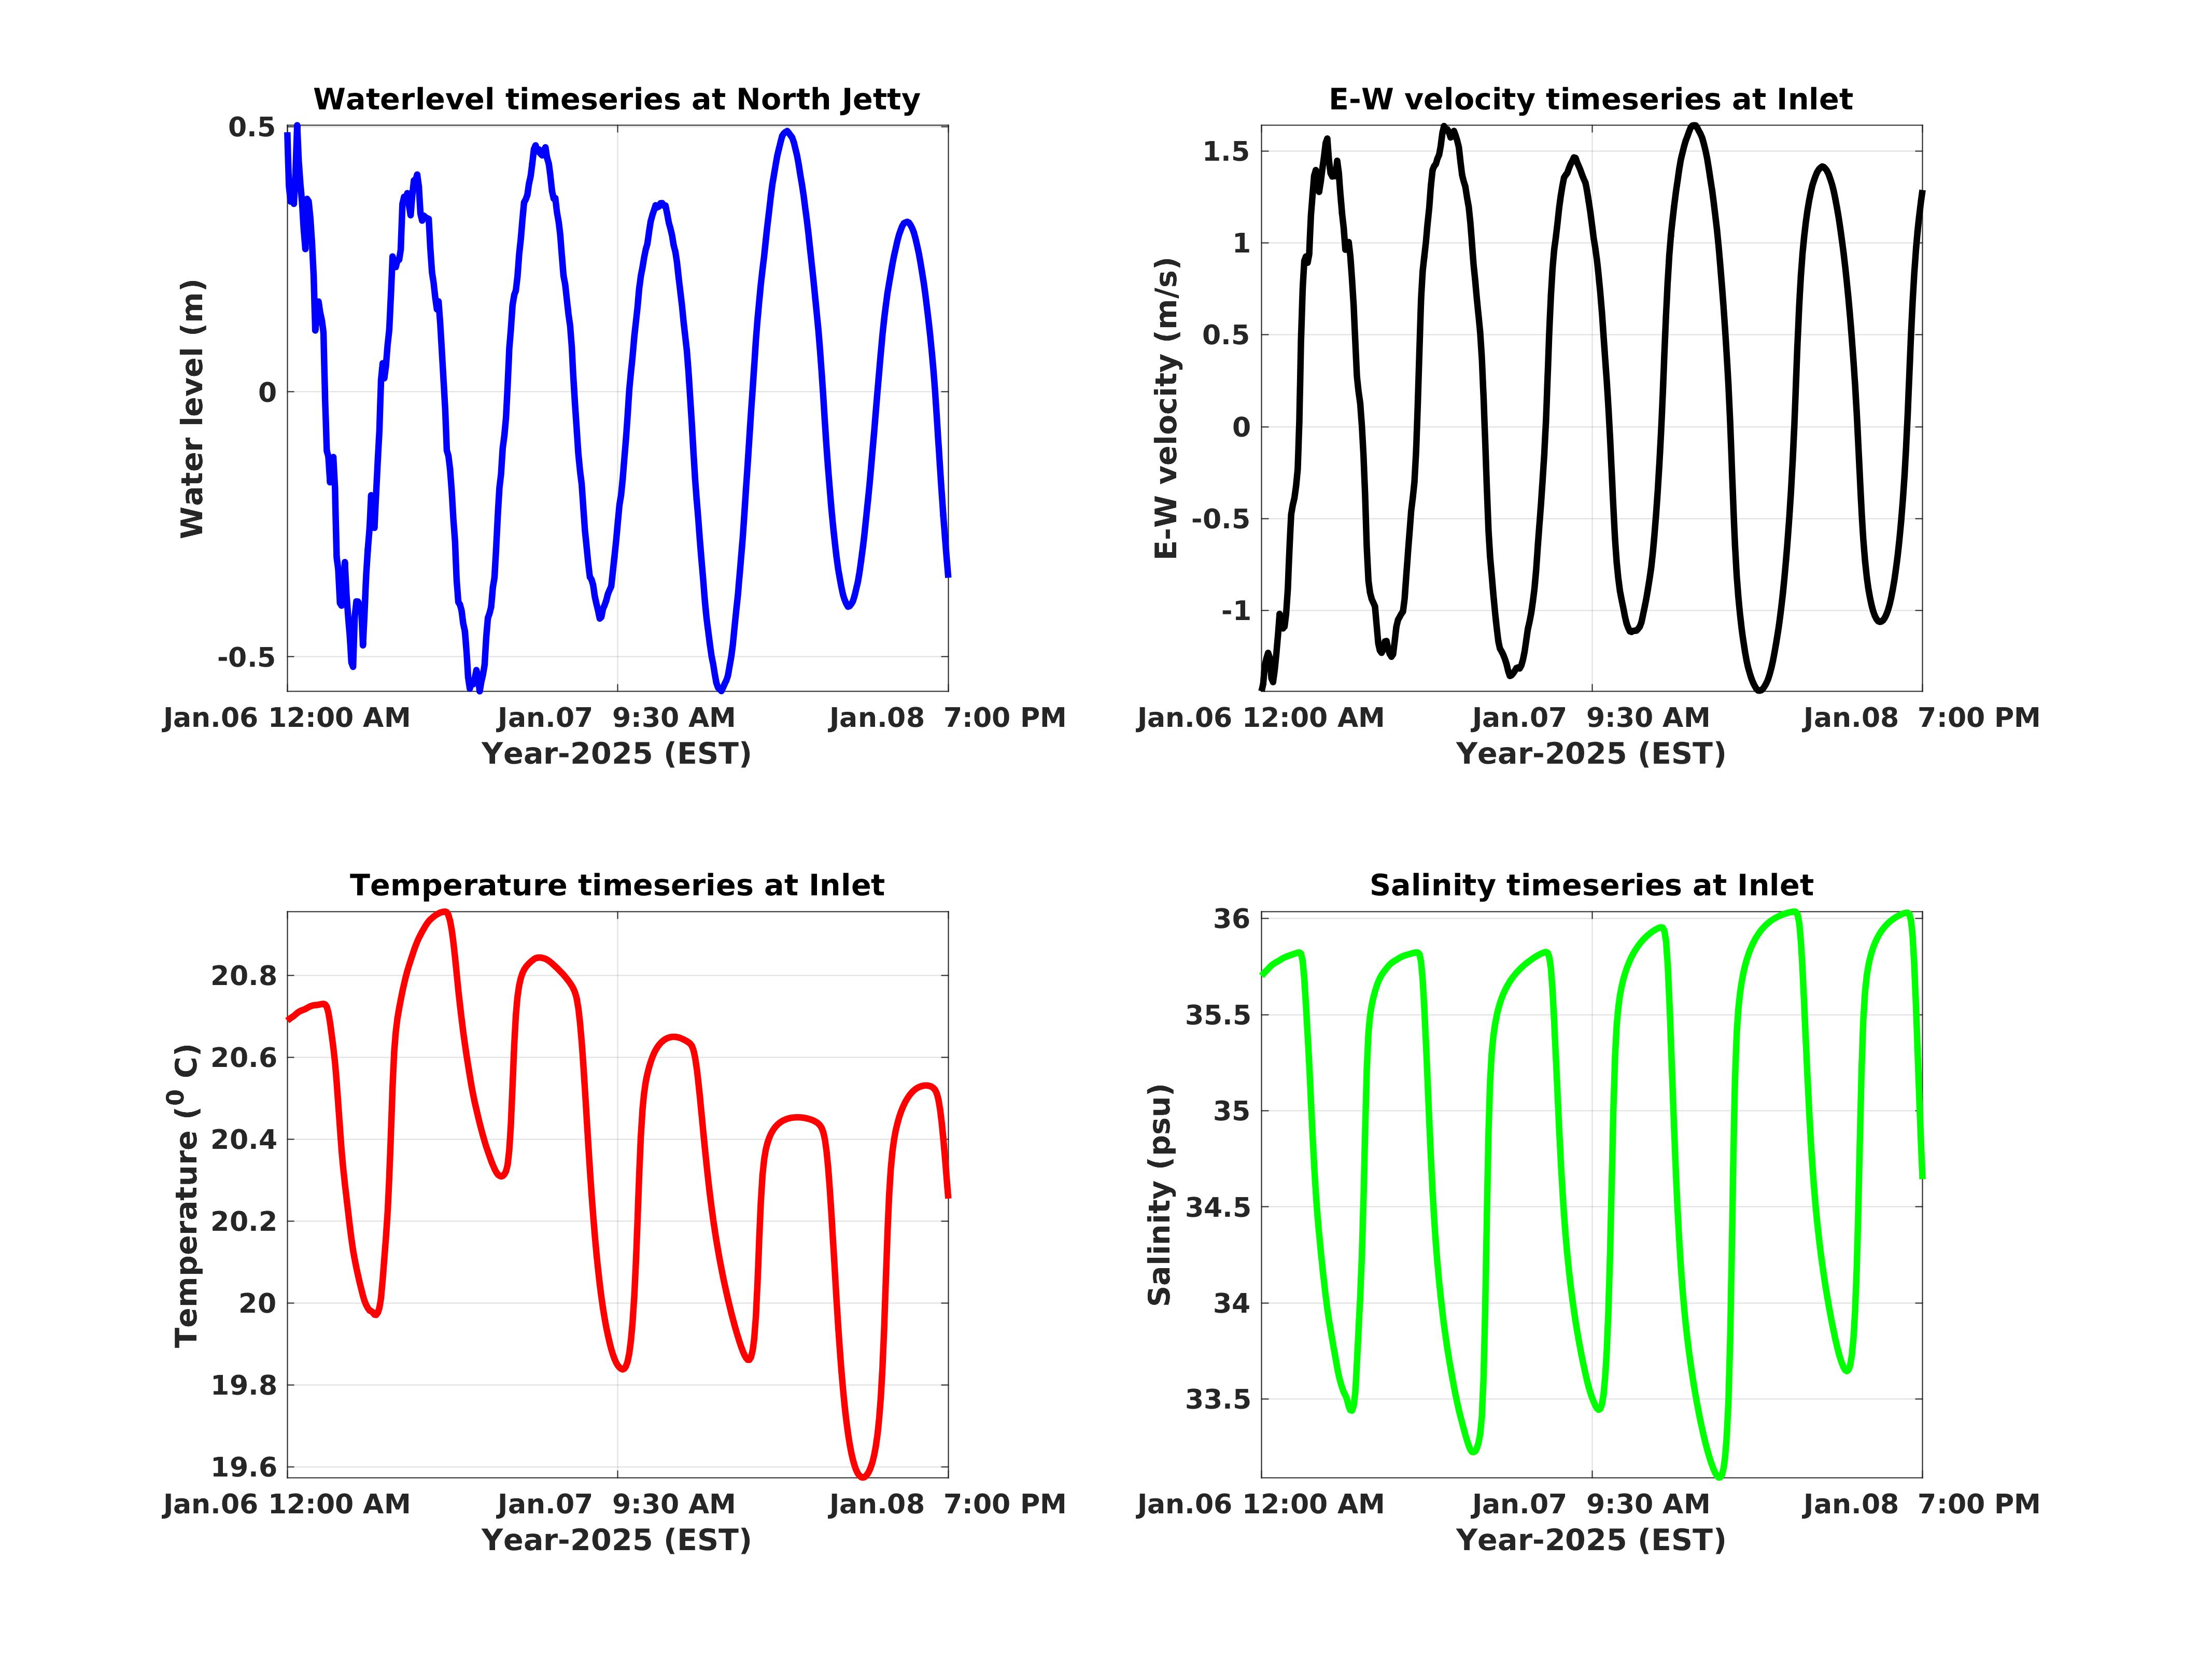 Waterlevel timeseries at North Jetty
0.5
0
-0.5
Water level (m)
Jan.06 12:00 AM Jan.07 9:30 AM Jan.08 7:00 PM
Year-2025 (EST)
E-W velocity timeseries at Inlet
1.5
1
0.5
0
-0.5
-1
E-W velocity (m/s)
Jan.06 12:00 AM Jan.07 9:30 AM Jan.08 7:00 PM
Year-2025 (EST)
Temperature timeseries at Inlet
20.8
20.6
20.4
20.2
20
19.8
19.6
Temperature (⁰ C)
Jan.06 12:00 AM Jan.07 9:30 AM Jan.08 7:00 PM
Year-2025 (EST)
Salinity timeseries at Inlet
36
35.5
35
34.5
34
33.5
Salinity (psu)
Jan.06 12:00 AM Jan.07 9:30 AM Jan.08 7:00 PM
Year-2025 (EST)